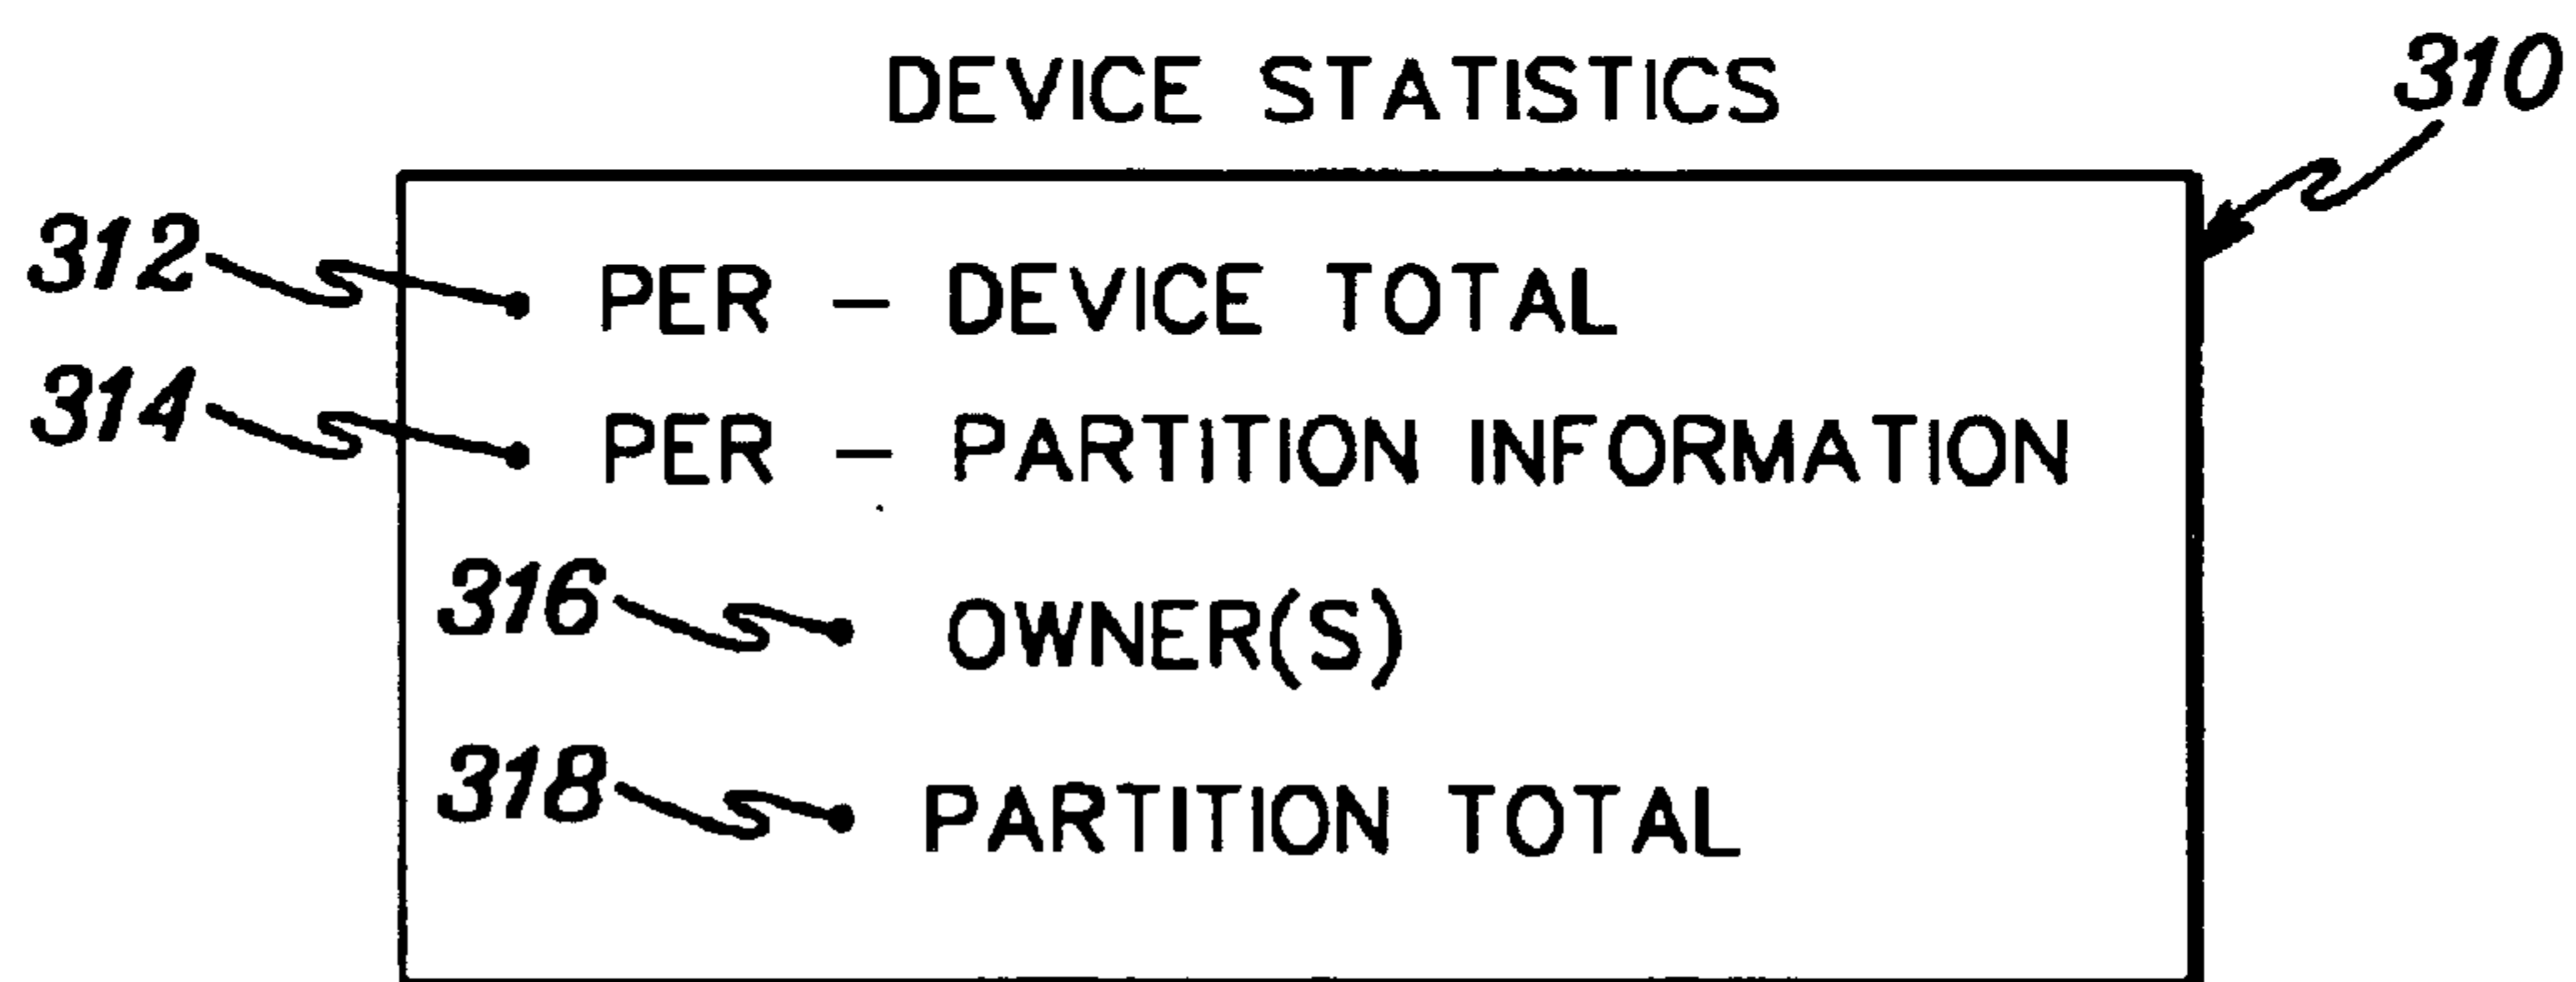 DEVICE STATISTICS 310
312 PER - DEVICE TOTAL
314 PER - PARTITION INFORMATION
316 OWNER(S)
318 PARTITION TOTAL